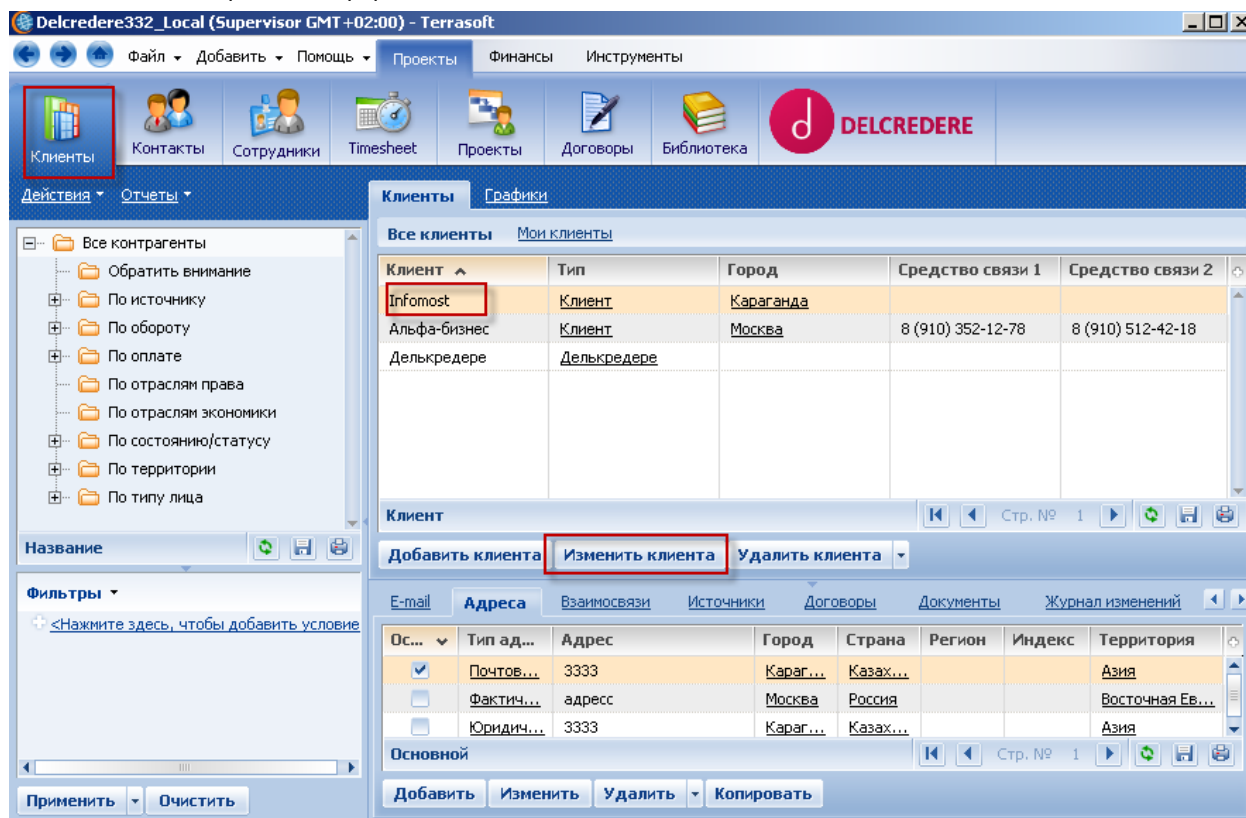 Delcredere332_Local (Supervisor GMT+02:00) - Terrasoft
Файл Добавить Помощь Проекты Финансы Инструменты
Клиенты Контакты Сотрудники Timesheet Проекты Договоры Библиотека d DELCREDERE
Действия Отчеты
Клиенты Графики
Все клиенты Мои клиенты
Все контрагенты
Обратить внимание
По источнику
По обороту
По оплате
По отраслям права
По отраслям экономики
По состоянию/статусу
По территории
По типу лица
Название
Фильтры
<Нажмите здесь, чтобы добавить условие
Применить Очистить
Клиент Тип Город Средство связи 1 Средство связи 2
Infomost Клиент Караганда
Альфа-бизнес Клиент Москва 8 (910) 352-12-78 8 (910) 512-42-18
Делькредере Делькредере
Клиент Стр. № 1
Добавить клиента Изменить клиента Удалить клиента
E-mail Адреса Взаимосвязи Источники Договоры Документы Журнал изменений
Ос... Тип ад... Адрес Город Страна Регион Индекс Территория
Почтов... 3333 Караг... Казах... Азия
Фактич... адресс Москва Россия Восточная Ев...
Юридич... 3333 Караг... Казах... Азия
Основной Стр. № 1
Добавить Изменить Удалить Копировать